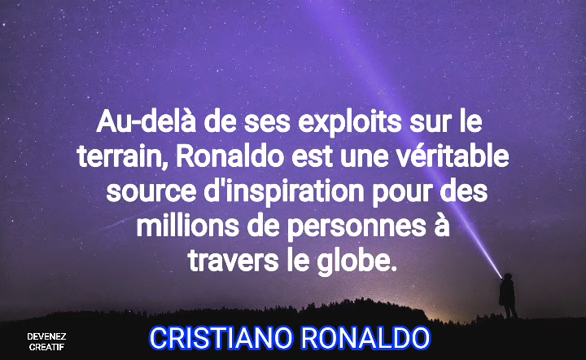 Au-delà de ses exploits sur le
terrain, Ronaldo est une véritable
source d'inspiration pour des
millions de personnes à
travers le globe.
DEVENEZ
CREATIF
CRISTIANO RONALDO